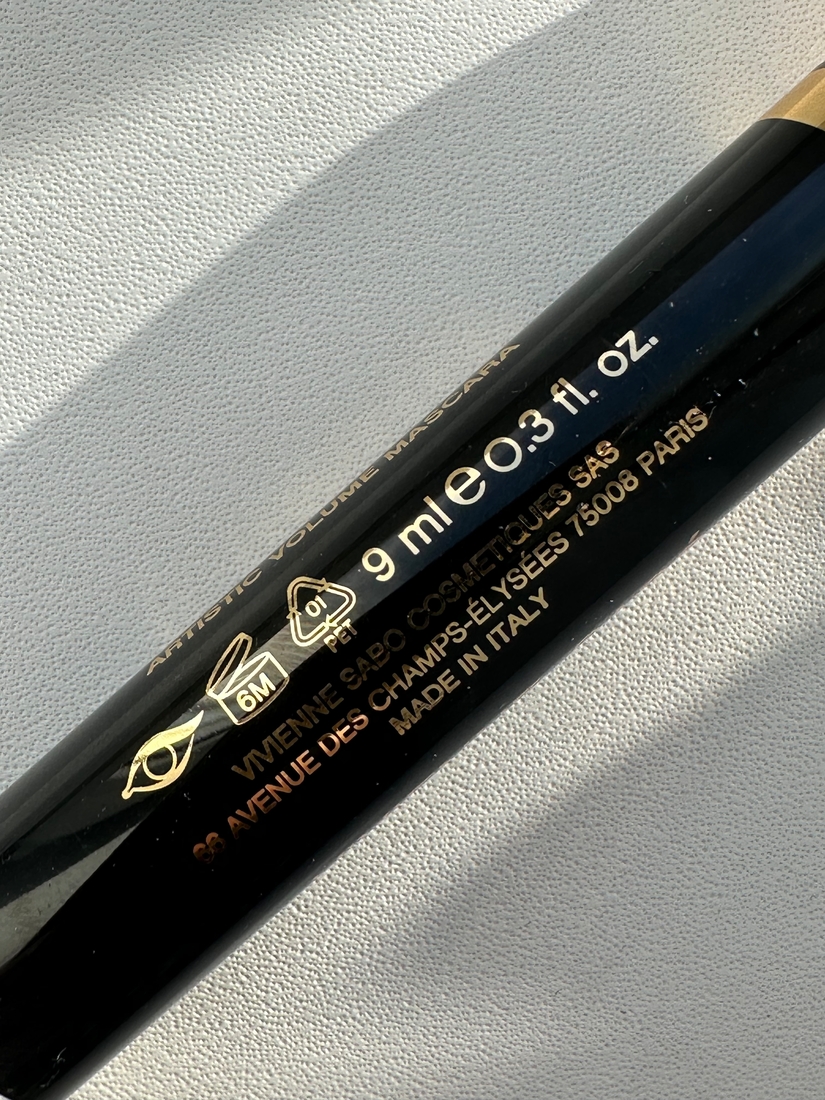 ARTISTIC VOLUME MASCARA
9 ml e 0.3 fl. oz.
01
PET
6M
VIVIENNE SABO COSMETIQUES SAS
66 AVENUE DES CHAMPS-ÉLYSÉES 75008 PARIS
MADE IN ITALY